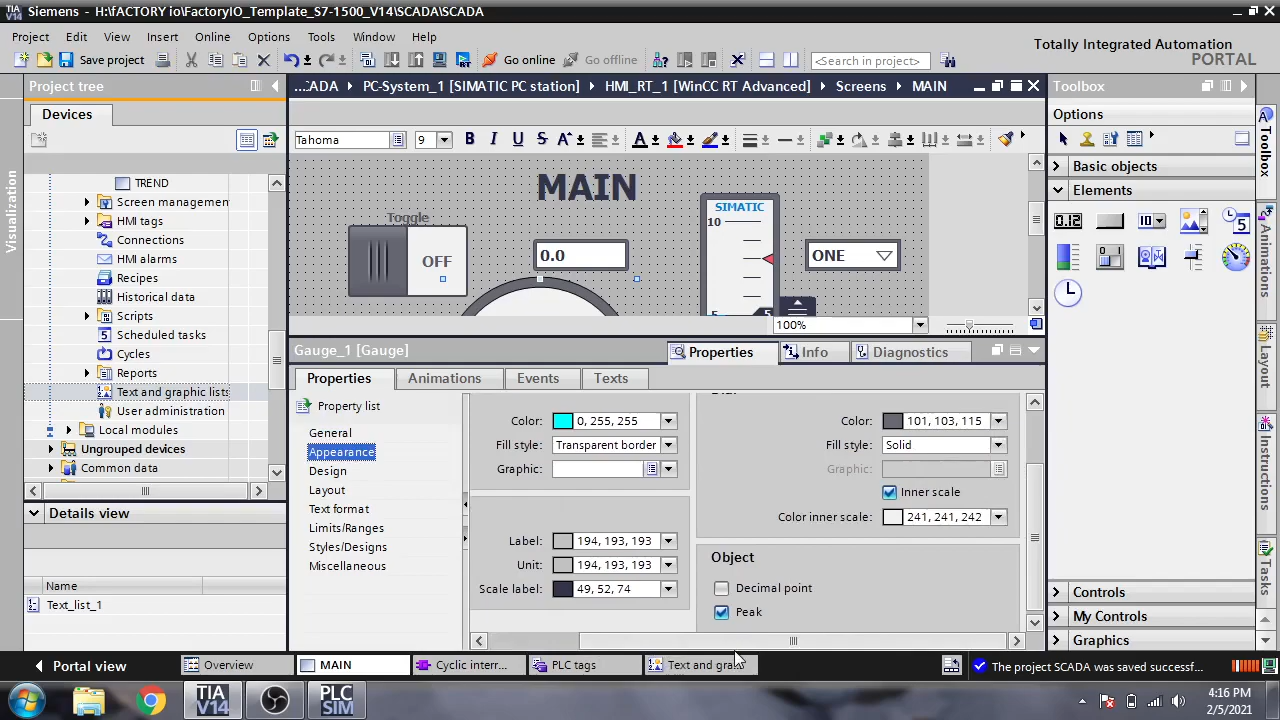 TIA
V14
Siemens - H:\fACTORY io\FactoryIO_Template_S7-1500_V14\SCADA\SCADA
Project Edit View Insert Online Options Tools Window Help
Totally Integrated Automation
PORTAL
Save project
Go online
Go offline
<Search in project>
Project tree
...ADA PC-System_1 [SIMATIC PC station] HMI_RT_1 [WinCC RT Advanced] Screens MAIN
Toolbox
Devices
Options
Tahoma
9
Visualization
TREND
Screen managemen
HMI tags
Connections
HMI alarms
Recipes
Historical data
Scripts
Scheduled tasks
Cycles
Reports
Text and graphic lists
User administration
Local modules
Ungrouped devices
Common data
Details view
Name
Text_list_1
MAIN
Toggle
OFF
0.0
SIMATIC
10
5
ONE
100%
Basic objects
Elements
Controls
My Controls
Graphics
Toolbox
Animations
Layout
Instructions
Tasks
Gauge_1 [Gauge]
Properties
Info
Diagnostics
Properties
Animations
Events
Texts
Property list
General
Appearance
Design
Layout
Text format
Limits/Ranges
Styles/Designs
Miscellaneous
Color: 0, 255, 255
Fill style: Transparent border
Graphic:
Label: 194, 193, 193
Unit: 194, 193, 193
Scale label: 49, 52, 74
Color: 101, 103, 115
Fill style: Solid
Graphic:
Inner scale
Color inner scale: 241, 241, 242
Object
Decimal point
Peak
Portal view
Overview
MAIN
Cyclic interr...
PLC tags
Text and gra
The project SCADA was saved successf...
TIA
V14
PLC
SIM
4:16 PM
2/5/2021